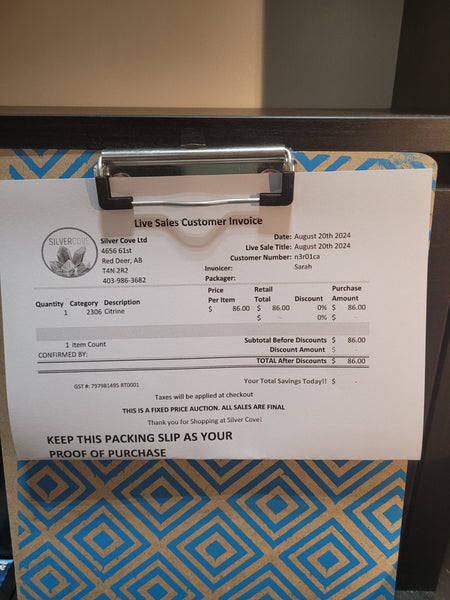 Live Sales Customer Invoice
SILVERCOVE
Silver Cove Ltd
4656 61st
Red Deer, AB
T4N 2R2
403-986-3682
Date: August 20th 2024
Live Sale Title: August 20th 2024
Customer Number: n3r01ca
Invoicer: Sarah
Packager:
Quantity Category Description Price Per Item Retail Total Discount Purchase Amount
1 2306 Citrine $ 86.00 $ 86.00 0% $ 86.00
$ - 0% $ -
1 Item Count
Subtotal Before Discounts $ 86.00
CONFIRMED BY: Discount Amount $ -
TOTAL After Discounts $ 86.00
GST #: 797981495 RT0001 Your Total Savings Today!! $ -
Taxes will be applied at checkout
THIS IS A FIXED PRICE AUCTION. ALL SALES ARE FINAL
Thank you for Shopping at Silver Cove!
KEEP THIS PACKING SLIP AS YOUR
PROOF OF PURCHASE